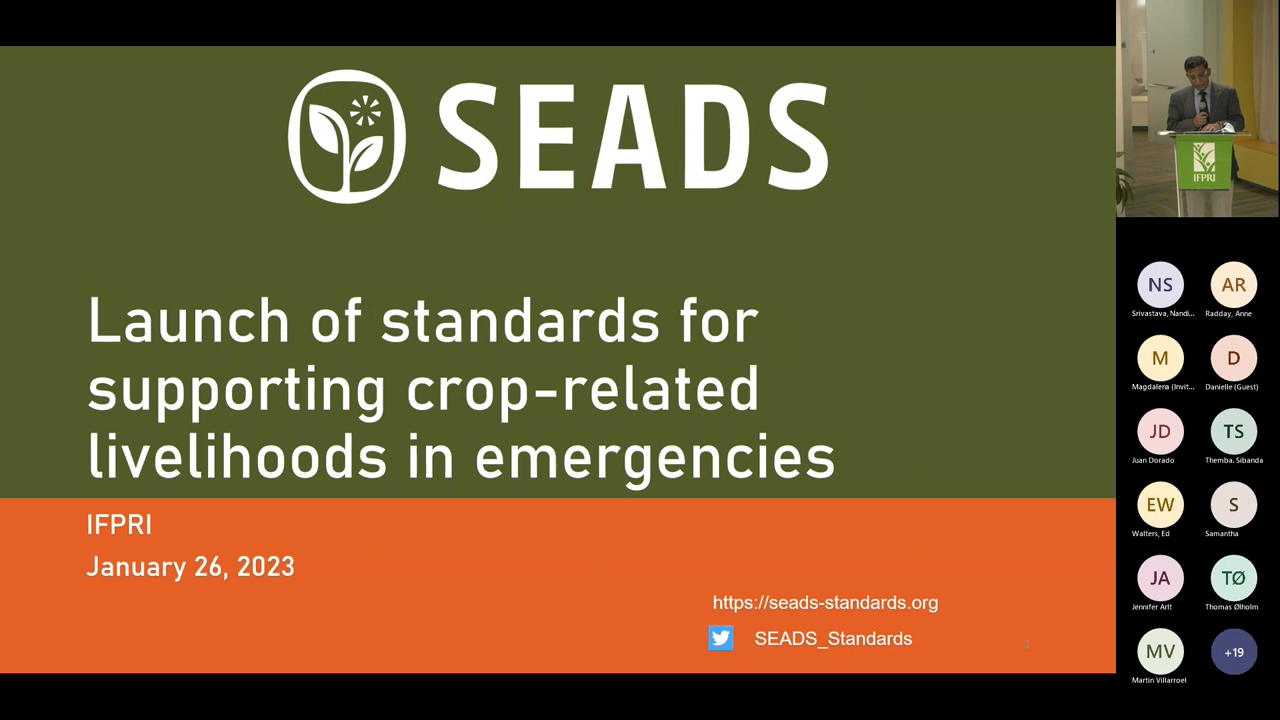 SEADS
Launch of standards for
supporting crop-related
livelihoods in emergencies
IFPRI
January 26, 2023
https://seads-standards.org
SEADS_Standards
1
IFPRI
NS
AR
Srivastava, Nandi...
Radday, Anne
M
D
Magdalena (Invit...
Danielle (Guest)
JD
TS
Juan Dorado
Themba. Sibanda
EW
S
Walters, Ed
Samantha
JA
TØ
Jennifer Arlt
Thomas Ølholm
MV
+19
Martin Villarroel